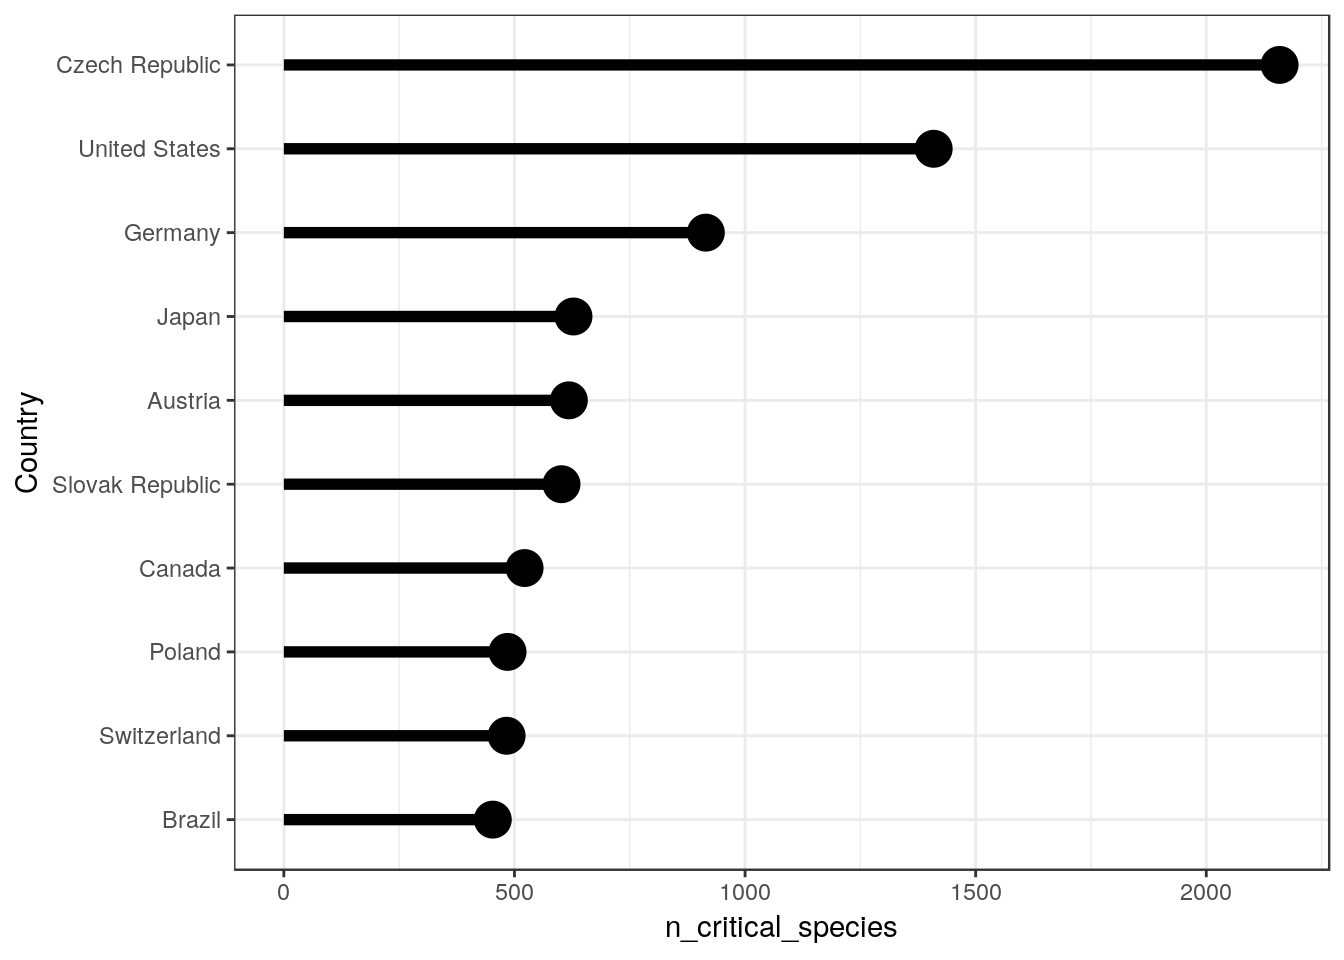 Country
Czech Republic
United States
Germany
Japan
Austria
Slovak Republic
Canada
Poland
Switzerland
Brazil
0 500 1000 1500 2000
n_critical_species